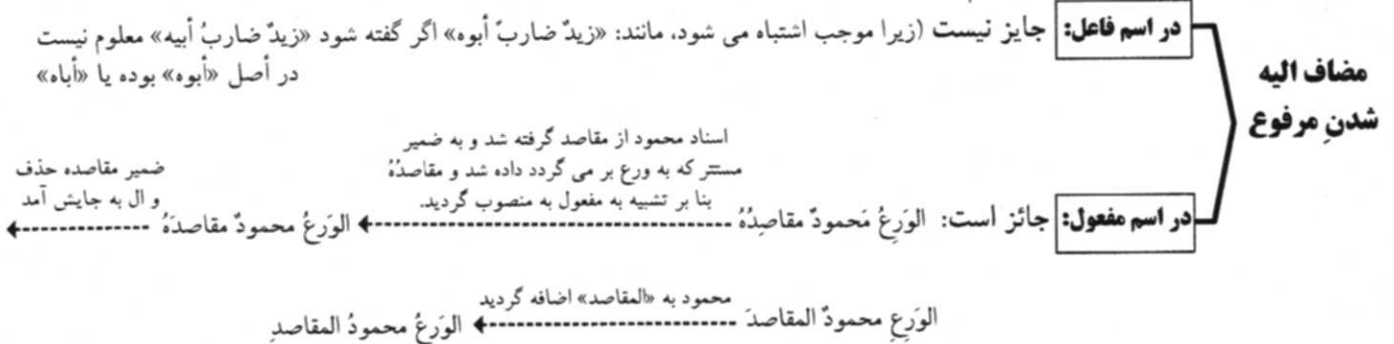 مضاف الیه
شدنِ مرفوع
در اسم فاعل: جایز نیست (زیرا موجب اشتباه می شود، مانند: «زیدٌ ضاربٌ أبوه» اگر گفته شود «زیدٌ ضاربُ أبیه» معلوم نیست
در أصل «أبوه» بوده یا «أباه»
اسناد محمود از مقاصد گرفته شد و به ضمیر
مستتر که به ورع بر می گردد داده شد و مقاصدُهُ
بنا بر تشبیه به مفعول به منصوب گردید.
ضمیر مقاصده حذف
و ال به جایش آمد
در اسم مفعول: جائز است: الوَرِعُ مَحمودٌ مقاصِدُهُ الوَرِعُ محمودٌ مقاصدَهُ
محمود به «المقاصد» اضافه گردید
الوَرِعِ محمودٌ المقاصدَ الوَرِعُ محمودُ المقاصدِ